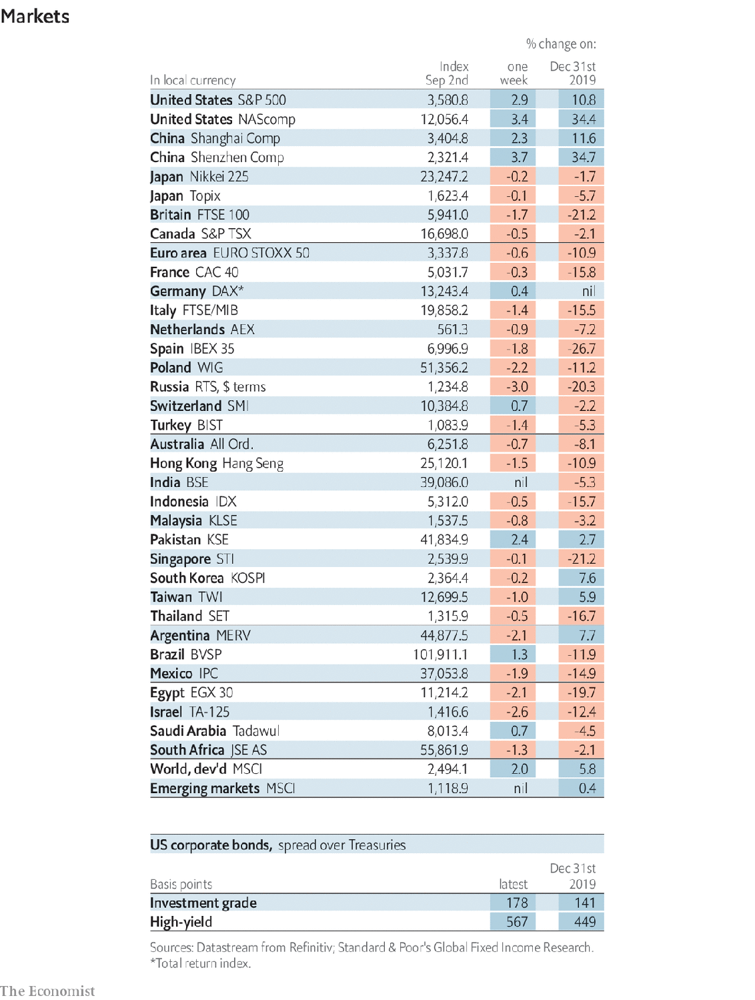 Markets
% change on:
Index one Dec 31st
In local currency Sep 2nd week 2019
United States S&P 500 3,580.8 2.9 10.8
United States NAScomp 12,056.4 3.4 34.4
China Shanghai Comp 3,404.8 2.3 11.6
China Shenzhen Comp 2,321.4 3.7 34.7
Japan Nikkei 225 23,247.2 -0.2 -1.7
Japan Topix 1,623.4 -0.1 -5.7
Britain FTSE 100 5,941.0 -1.7 -21.2
Canada S&P TSX 16,698.0 -0.5 -2.1
Euro area EURO STOXX 50 3,337.8 -0.6 -10.9
France CAC 40 5,031.7 -0.3 -15.8
Germany DAX* 13,243.4 0.4 nil
Italy FTSE/MIB 19,858.2 -1.4 -15.5
Netherlands AEX 561.3 -0.9 -7.2
Spain IBEX 35 6,996.9 -1.8 -26.7
Poland WIG 51,356.2 -2.2 -11.2
Russia RTS, $ terms 1,234.8 -3.0 -20.3
Switzerland SMI 10,384.8 0.7 -2.2
Turkey BIST 1,083.9 -1.4 -5.3
Australia All Ord. 6,251.8 -0.7 -8.1
Hong Kong Hang Seng 25,120.1 -1.5 -10.9
India BSE 39,086.0 nil -5.3
Indonesia IDX 5,312.0 -0.5 -15.7
Malaysia KLSE 1,537.5 -0.8 -3.2
Pakistan KSE 41,834.9 2.4 2.7
Singapore STI 2,539.9 -0.1 -21.2
South Korea KOSPI 2,364.4 -0.2 7.6
Taiwan TWI 12,699.5 -1.0 5.9
Thailand SET 1,315.9 -0.5 -16.7
Argentina MERV 44,877.5 -2.1 7.7
Brazil BVSP 101,911.1 1.3 -11.9
Mexico IPC 37,053.8 -1.9 -14.9
Egypt EGX 30 11,214.2 -2.1 -19.7
Israel TA-125 1,416.6 -2.6 -12.4
Saudi Arabia Tadawul 8,013.4 0.7 -4.5
South Africa JSE AS 55,861.9 -1.3 -2.1
World, dev'd MSCI 2,494.1 2.0 5.8
Emerging markets MSCI 1,118.9 nil 0.4
US corporate bonds, spread over Treasuries
Dec 31st
Basis points latest 2019
Investment grade 178 141
High-yield 567 449
Sources: Datastream from Refinitiv; Standard & Poor's Global Fixed Income Research.
*Total return index.
The Economist